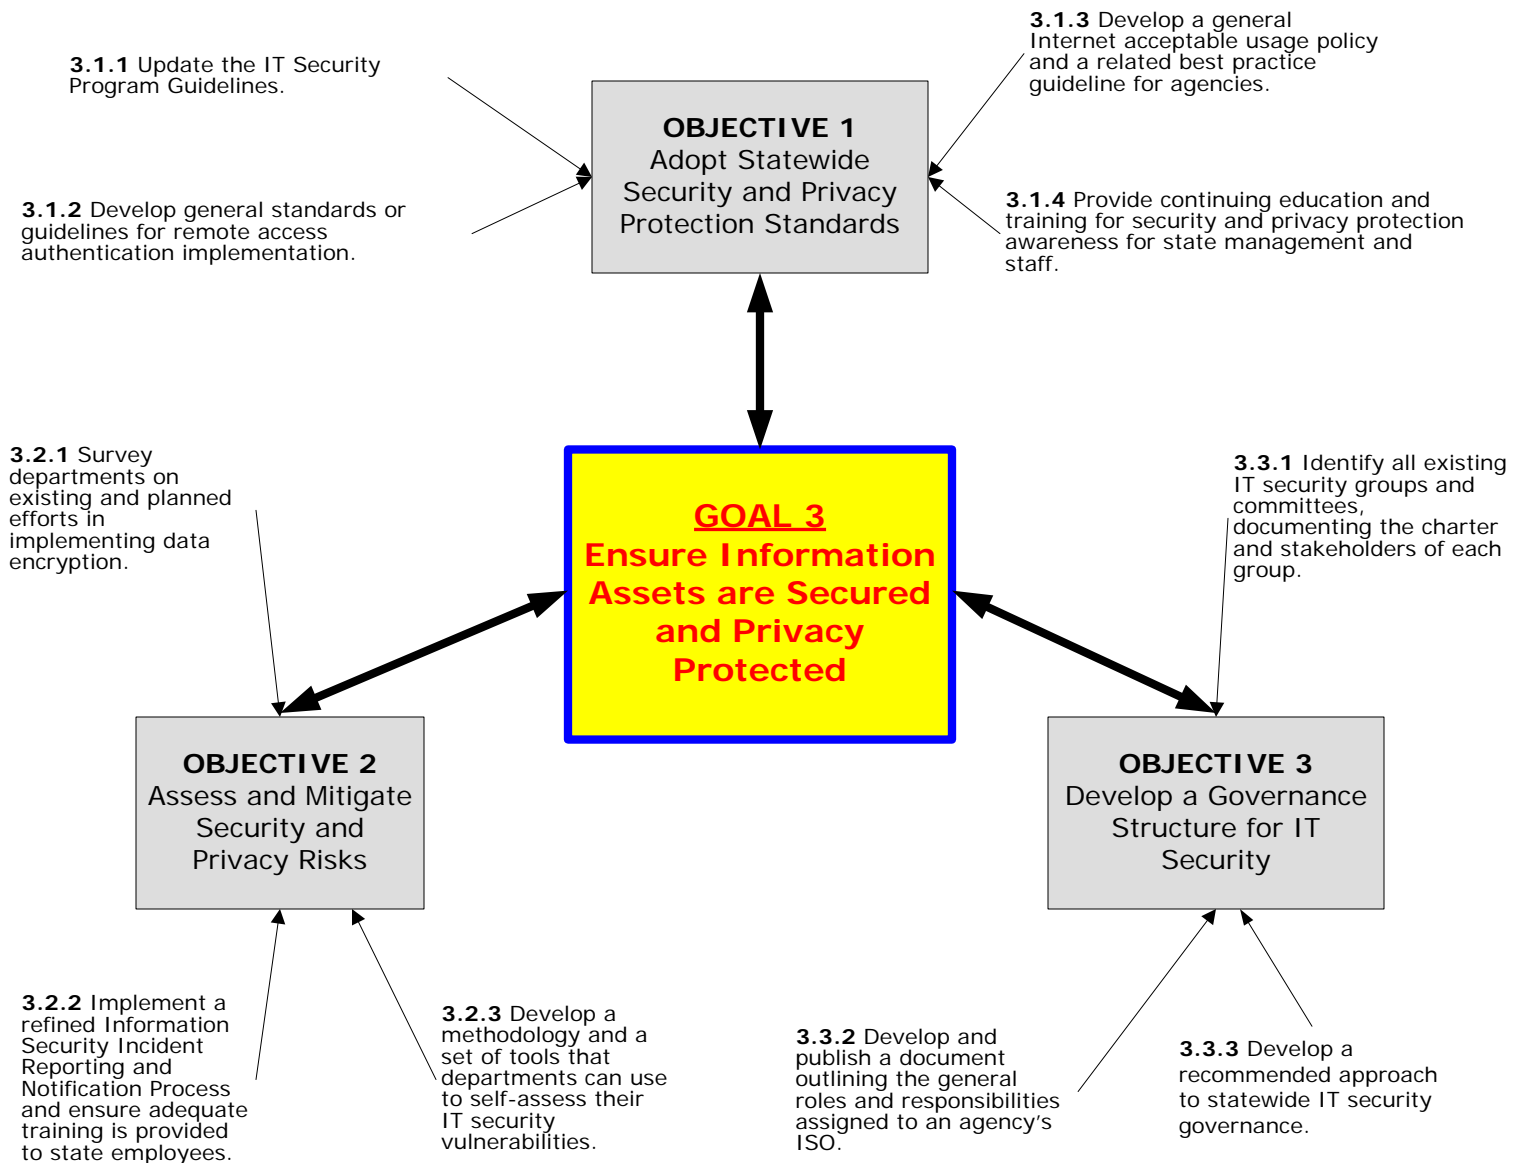 3.1.1 Update the IT Security
Program Guidelines.
3.1.2 Develop general standards or
guidelines for remote access
authentication implementation.
OBJECTIVE 1
Adopt Statewide
Security and Privacy
Protection Standards
3.1.3 Develop a general
Internet acceptable usage policy
and a related best practice
guideline for agencies.
3.1.4 Provide continuing education and
training for security and privacy protection
awareness for state management and
staff.
3.2.1 Survey
departments on
existing and planned
efforts in
implementing data
encryption.
GOAL 3
Ensure Information
Assets are Secured
and Privacy
Protected
3.3.1 Identify all existing
IT security groups and
committees,
documenting the charter
and stakeholders of each
group.
OBJECTIVE 2
Assess and Mitigate
Security and
Privacy Risks
OBJECTIVE 3
Develop a Governance
Structure for IT
Security
3.2.2 Implement a
refined Information
Security Incident
Reporting and
Notification Process
and ensure adequate
training is provided
to state employees.
3.2.3 Develop a
methodology and a
set of tools that
departments can use
to self-assess their
IT security
vulnerabilities.
3.3.2 Develop and
publish a document
outlining the general
roles and responsibilities
assigned to an agency's
ISO.
3.3.3 Develop a
recommended approach
to statewide IT security
governance.